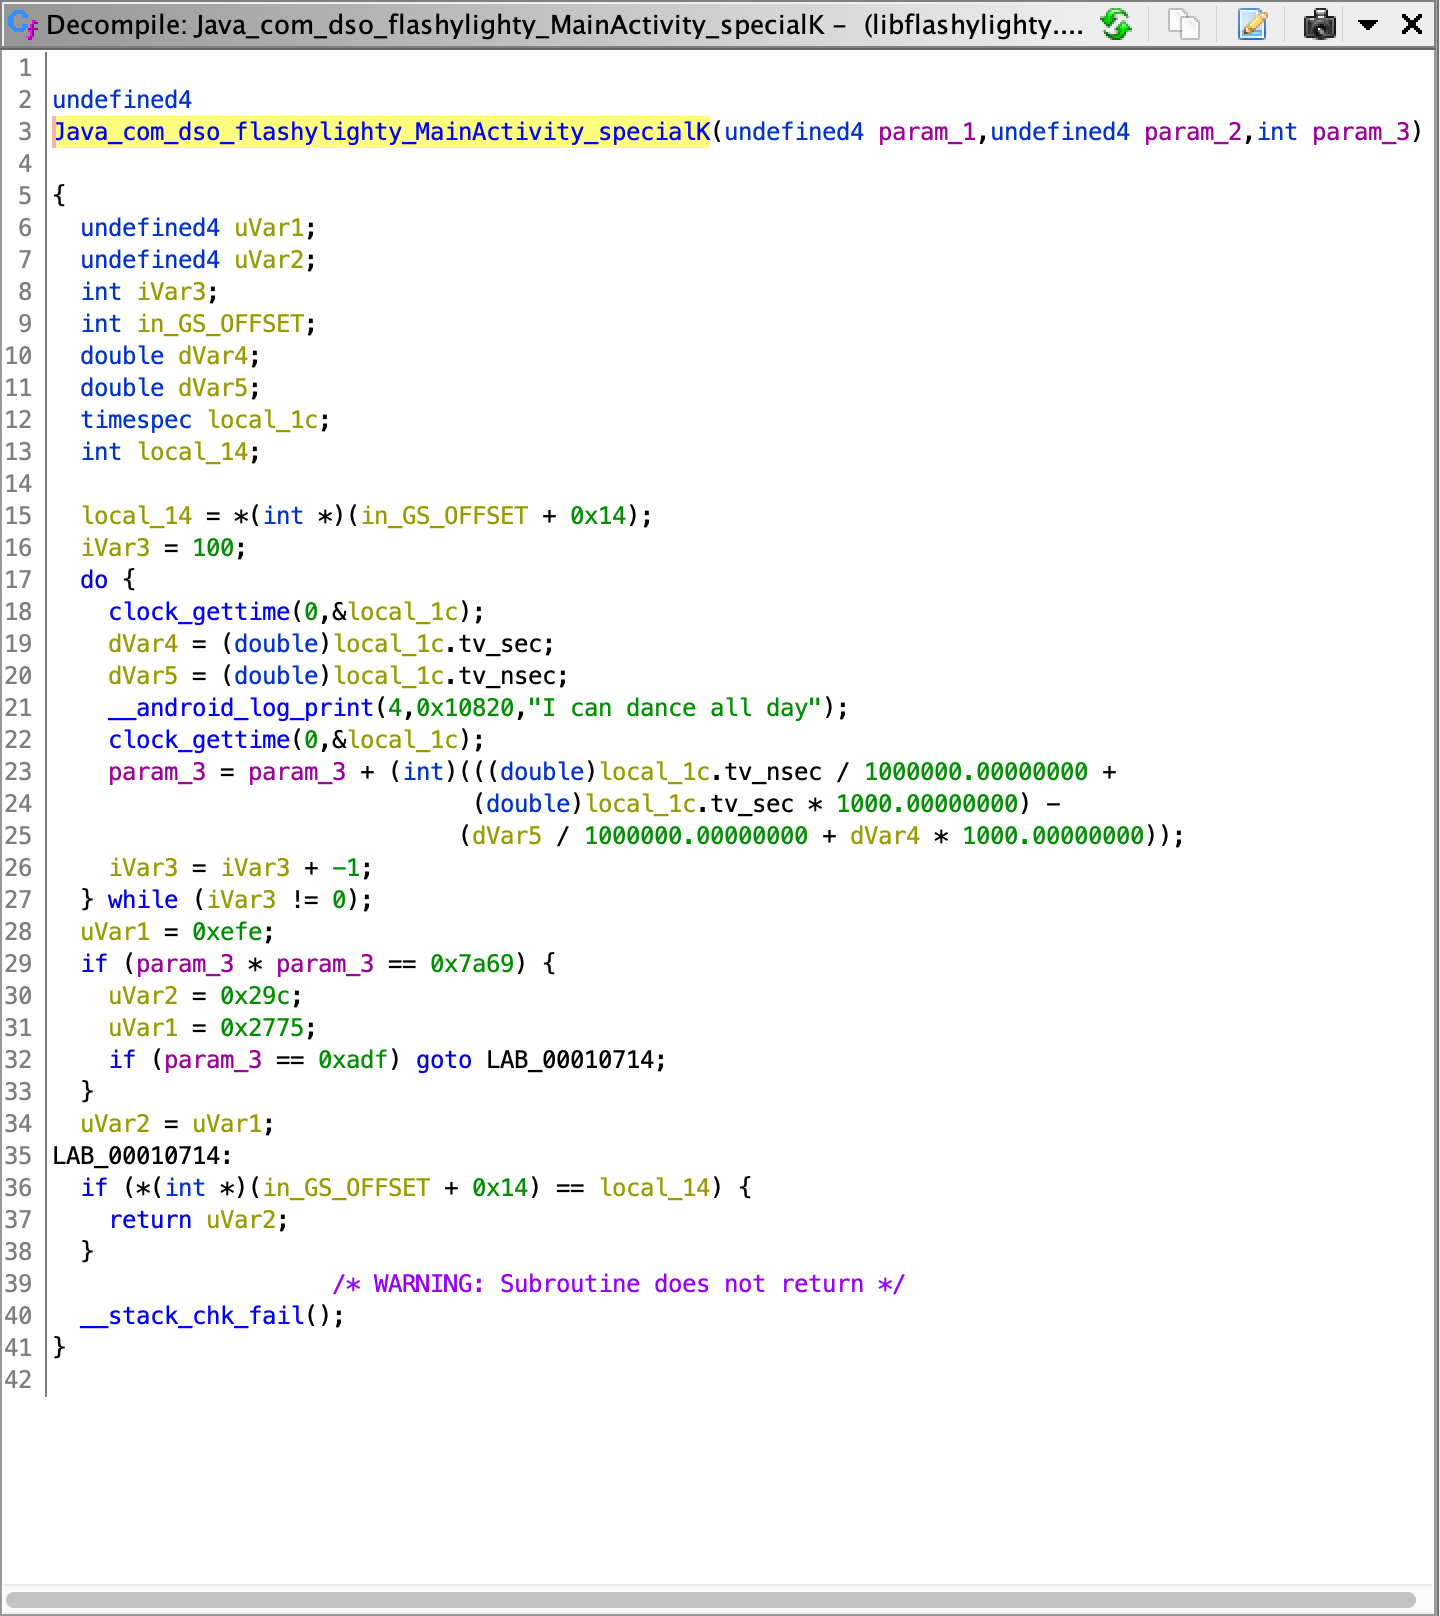 Decompile: Java_com_dso_flashylighty_MainActivity_specialK – (libflashylighty....
1
2 undefined4
3 Java_com_dso_flashylighty_MainActivity_specialK(undefined4 param_1,undefined4 param_2,int param_3)
4
5 {
6 undefined4 uVar1;
7 undefined4 uVar2;
8 int iVar3;
9 int in_GS_OFFSET;
10 double dVar4;
11 double dVar5;
12 timespec local_1c;
13 int local_14;
14
15 local_14 = *(int *)(in_GS_OFFSET + 0x14);
16 iVar3 = 100;
17 do {
18 clock_gettime(0,&local_1c);
19 dVar4 = (double)local_1c.tv_sec;
20 dVar5 = (double)local_1c.tv_nsec;
21 __android_log_print(4,0x10820,"I can dance all day");
22 clock_gettime(0,&local_1c);
23 param_3 = param_3 + (int)(((double)local_1c.tv_nsec / 1000000.00000000 +
24 (double)local_1c.tv_sec * 1000.00000000) -
25 (dVar5 / 1000000.00000000 + dVar4 * 1000.00000000));
26 iVar3 = iVar3 + -1;
27 } while (iVar3 != 0);
28 uVar1 = 0xefe;
29 if (param_3 * param_3 == 0x7a69) {
30 uVar2 = 0x29c;
31 uVar1 = 0x2775;
32 if (param_3 == 0xadf) goto LAB_00010714;
33 }
34 uVar2 = uVar1;
35 LAB_00010714:
36 if (*(int *)(in_GS_OFFSET + 0x14) == local_14) {
37 return uVar2;
38 }
39 /* WARNING: Subroutine does not return */
40 __stack_chk_fail();
41 }
42